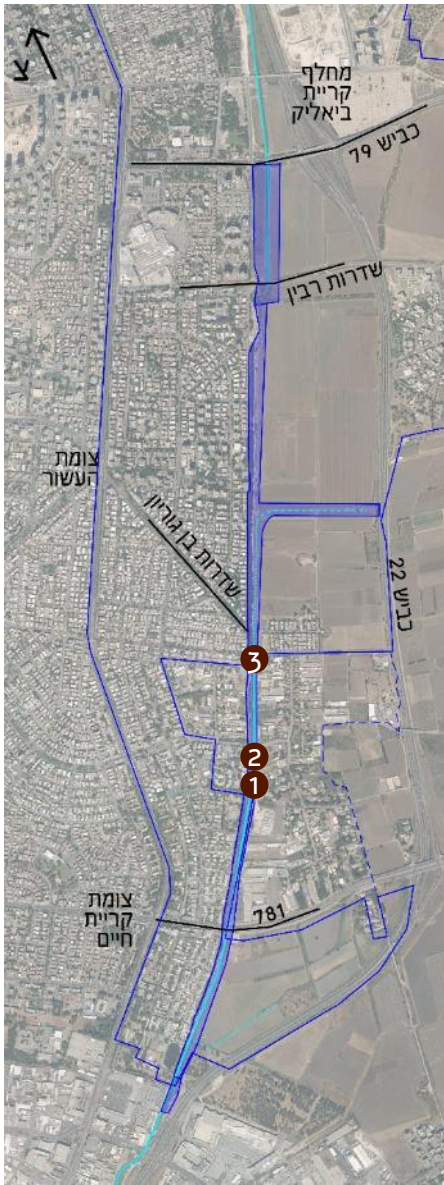 צ
מחלף
קריית
ביאליק
כביש 79
שדרות רבין
צומת
העשור
שדרות בן גוריון
כביש 22
3
2
1
צומת
קריית
חיים
781